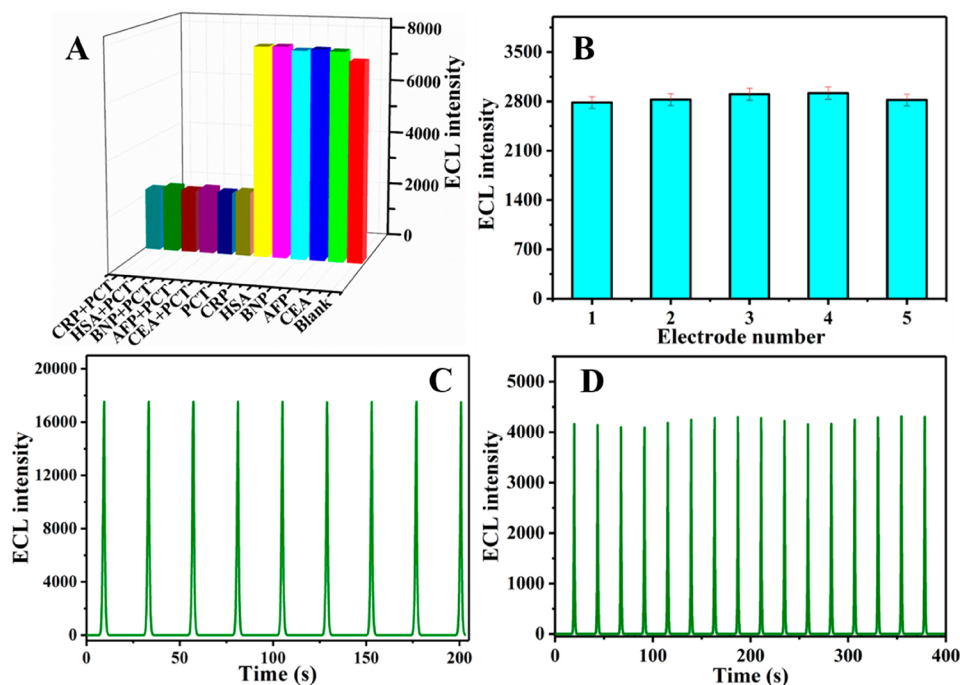 A
8000
6000
4000
2000
0
ECL intensity
CRP+PCT
HSA+PCT
BNP+PCT
AFP+PCT
CEA+PCT
PCT
CRP
HSA
BNP
AFP
CEA
Blank
B
3500
2800
2100
1400
700
0
ECL intensity
1 2 3 4 5
Electrode number
C
20000
16000
12000
8000
4000
0
ECL intensity
0 50 100 150 200
Time (s)
D
5000
4000
3000
2000
1000
0
ECL intensity
0 100 200 300 400
Time (s)